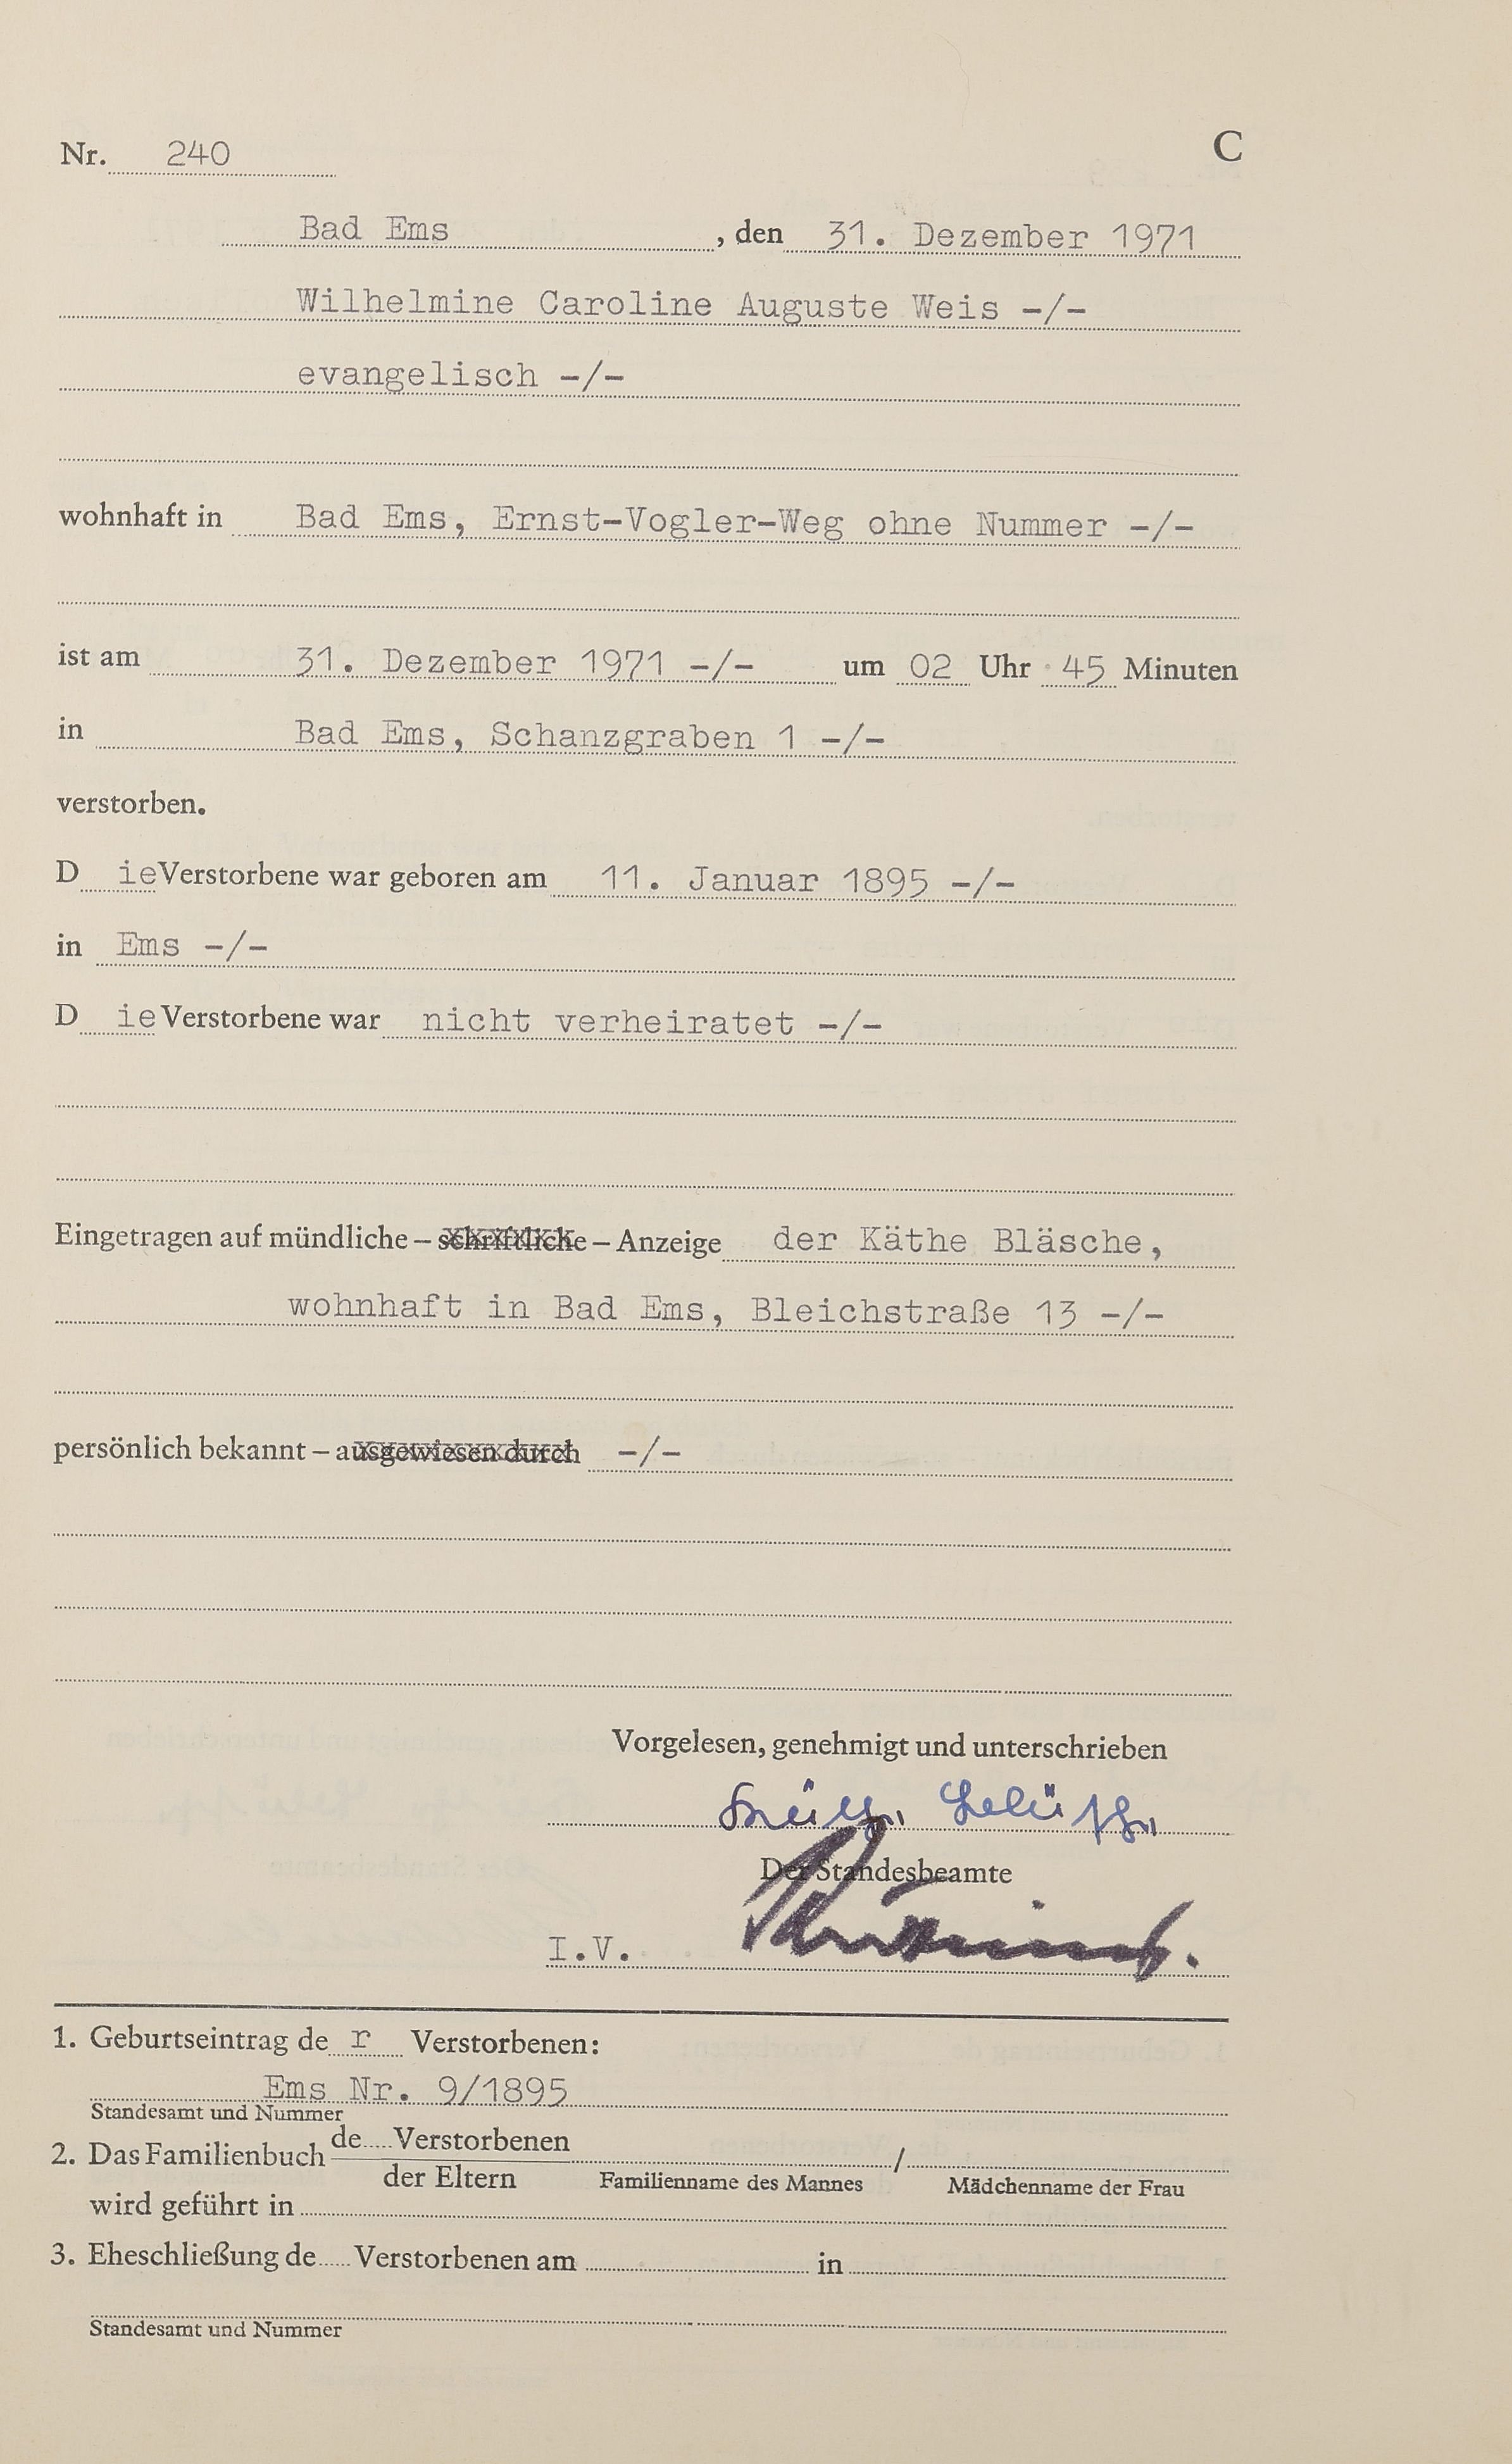 Nr. 240 C
Bad Ems, den 31. Dezember 1971
Wilhelmine Caroline Auguste Weis -/-
evangelisch -/-
wohnhaft in Bad Ems, Ernst-Vogler-Weg ohne Nummer -/-
ist am 31. Dezember 1971 -/- um 02 Uhr 45 Minuten
in Bad Ems, Schanzgraben 1 -/-
verstorben.
D ie Verstorbene war geboren am 11. Januar 1895 -/-
in Ems -/-
D ie Verstorbene war nicht verheiratet -/-
Eingetragen auf mündliche – schriftliche – Anzeige der Käthe Bläsche,
wohnhaft in Bad Ems, Bleichstraße 13 -/-
persönlich bekannt – ausgewiesen durch -/-
Vorgelesen, genehmigt und unterschrieben
Der Standesbeamte
I.V.
1. Geburtseintrag de r Verstorbenen:
Ems Nr. 9/1895
Standesamt und Nummer
2. Das Familienbuch de Verstorbenen /
der Eltern Familienname des Mannes Mädchenname der Frau
wird geführt in
3. Eheschließung de Verstorbenen am in
Standesamt und Nummer